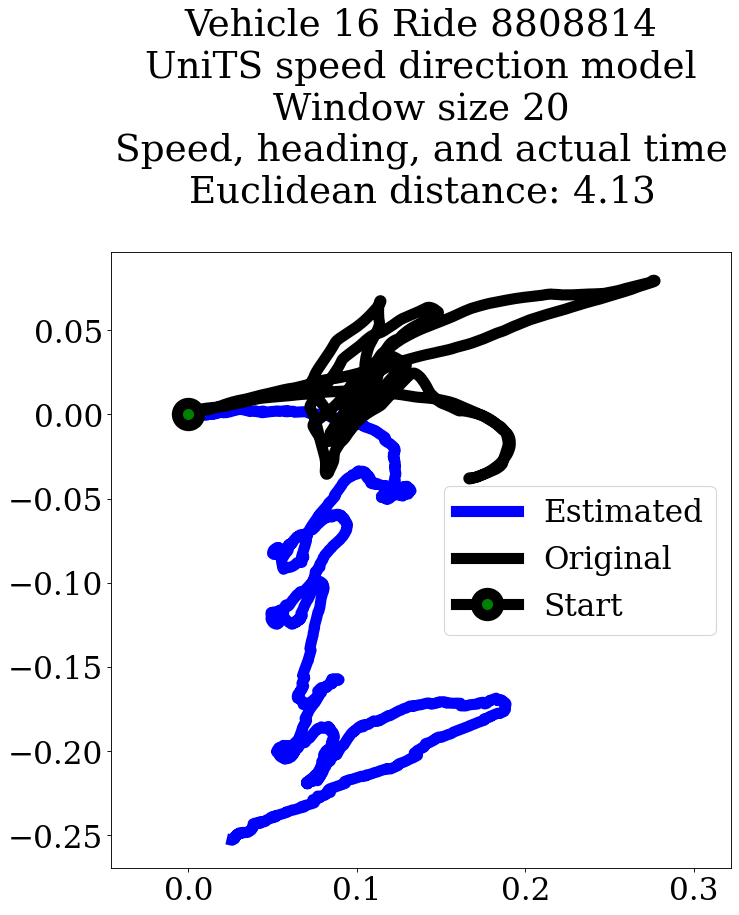 Vehicle 16 Ride 8808814
UniTS speed direction model
Window size 20
Speed, heading, and actual time
Euclidean distance: 4.13
0.05
0.00
−0.05
−0.10
−0.15
−0.20
−0.25
Estimated
Original
Start
0.0 0.1 0.2 0.3